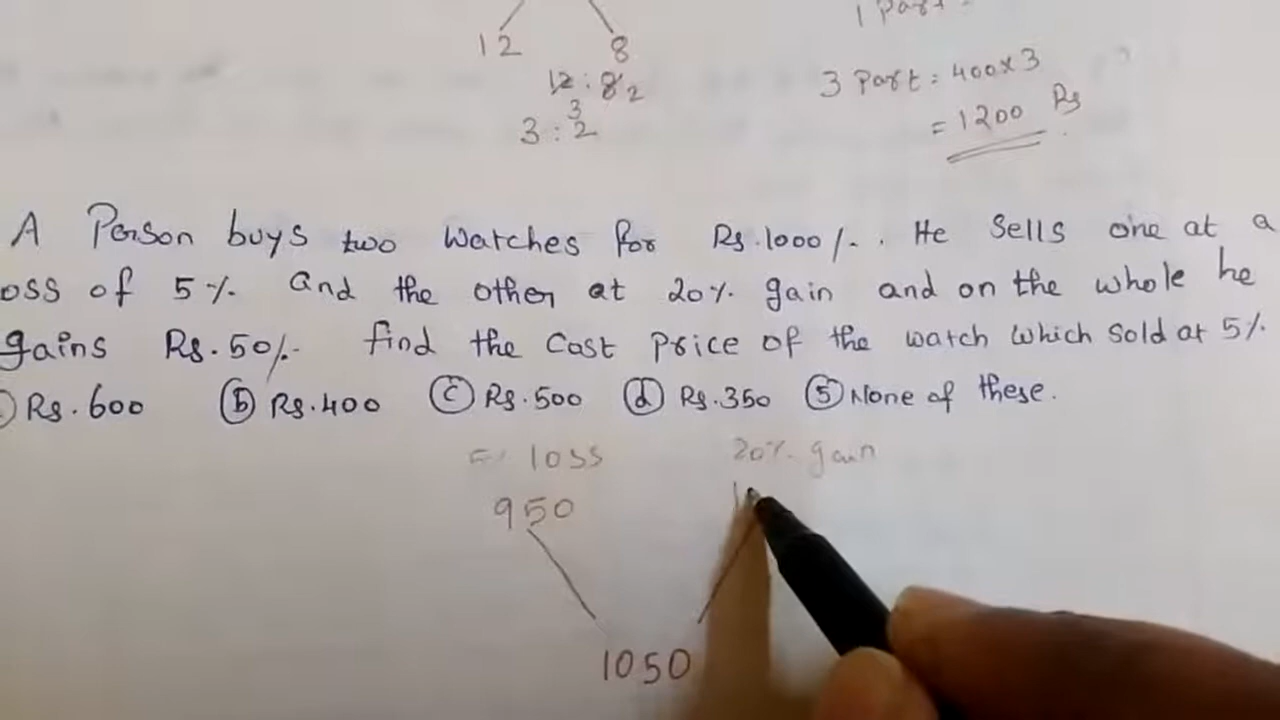 1 Part =
12 8
12 : 8 2
3
3 : 2
3 Part = 400x3
= 1200 Rs
A Person buys two watches for Rs.1000/-. He Sells one at a
oss of 5% and the other at 20% gain and on the whole he
gains Rs.50/- find the Cost Price of the watch which sold at 5%
Rs.600 (b) Rs.400 (c) Rs.500 (d) Rs.350 (5) None of these.
loss 20% gain
950
1050